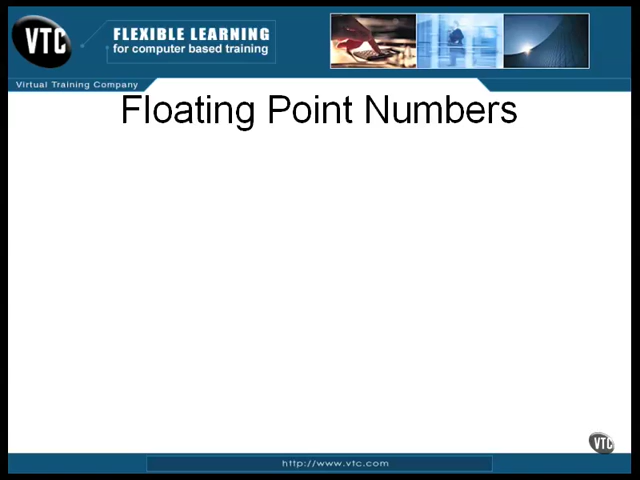 VTC
FLEXIBLE LEARNING
for computer based training
Virtual Training Company
Floating Point Numbers
VTC
http://www.vtc.com